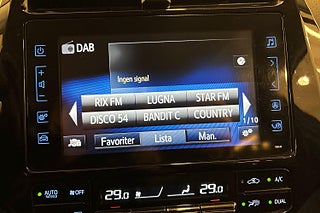 DAB
Ingen signal
RIX FM LUGNA STAR FM
DISCO 54 BANDIT C COUNTRY
1/10
Favoriter Lista Man.
AUTO OFF 29.0 29.0 A/C
DUAL